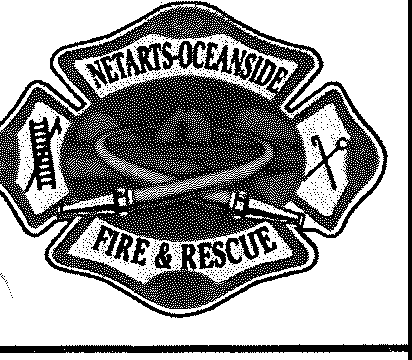 NETARTS-OCEANSIDE
FIRE & RESCUE